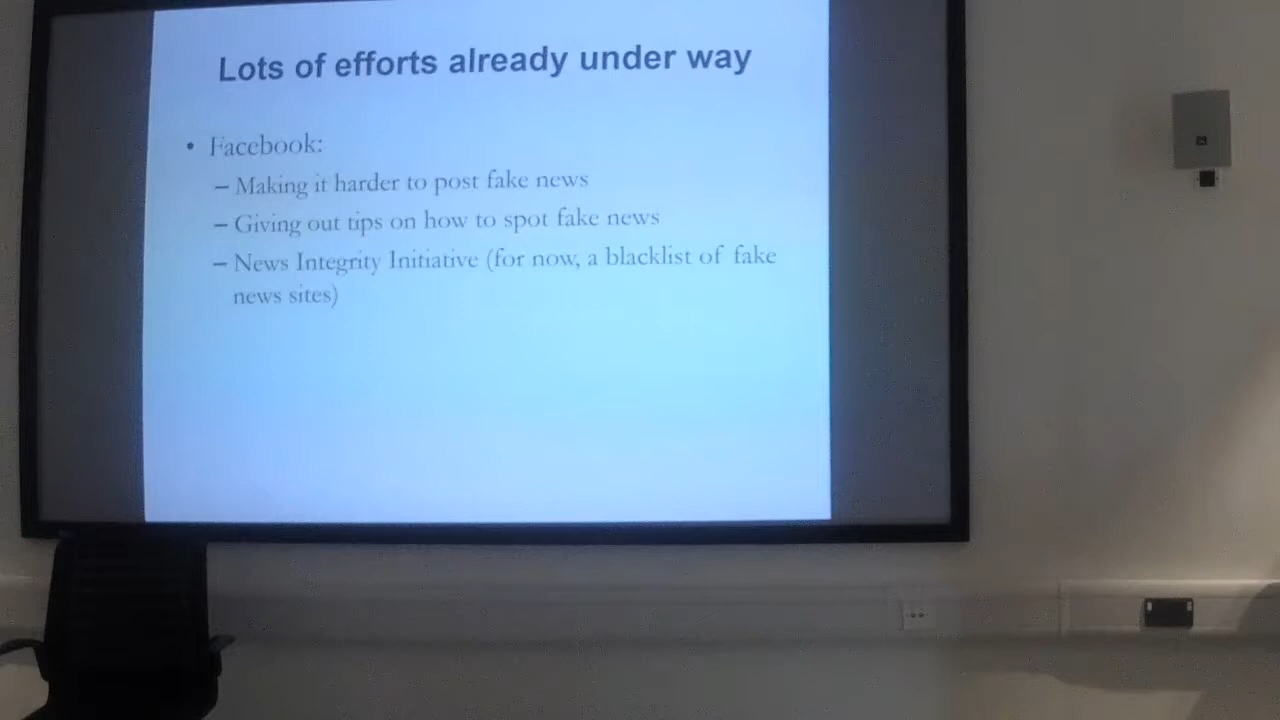 Lots of efforts already under way
• Facebook:
– Making it harder to post fake news
– Giving out tips on how to spot fake news
– News Integrity Initiative (for now, a blacklist of fake
news sites)